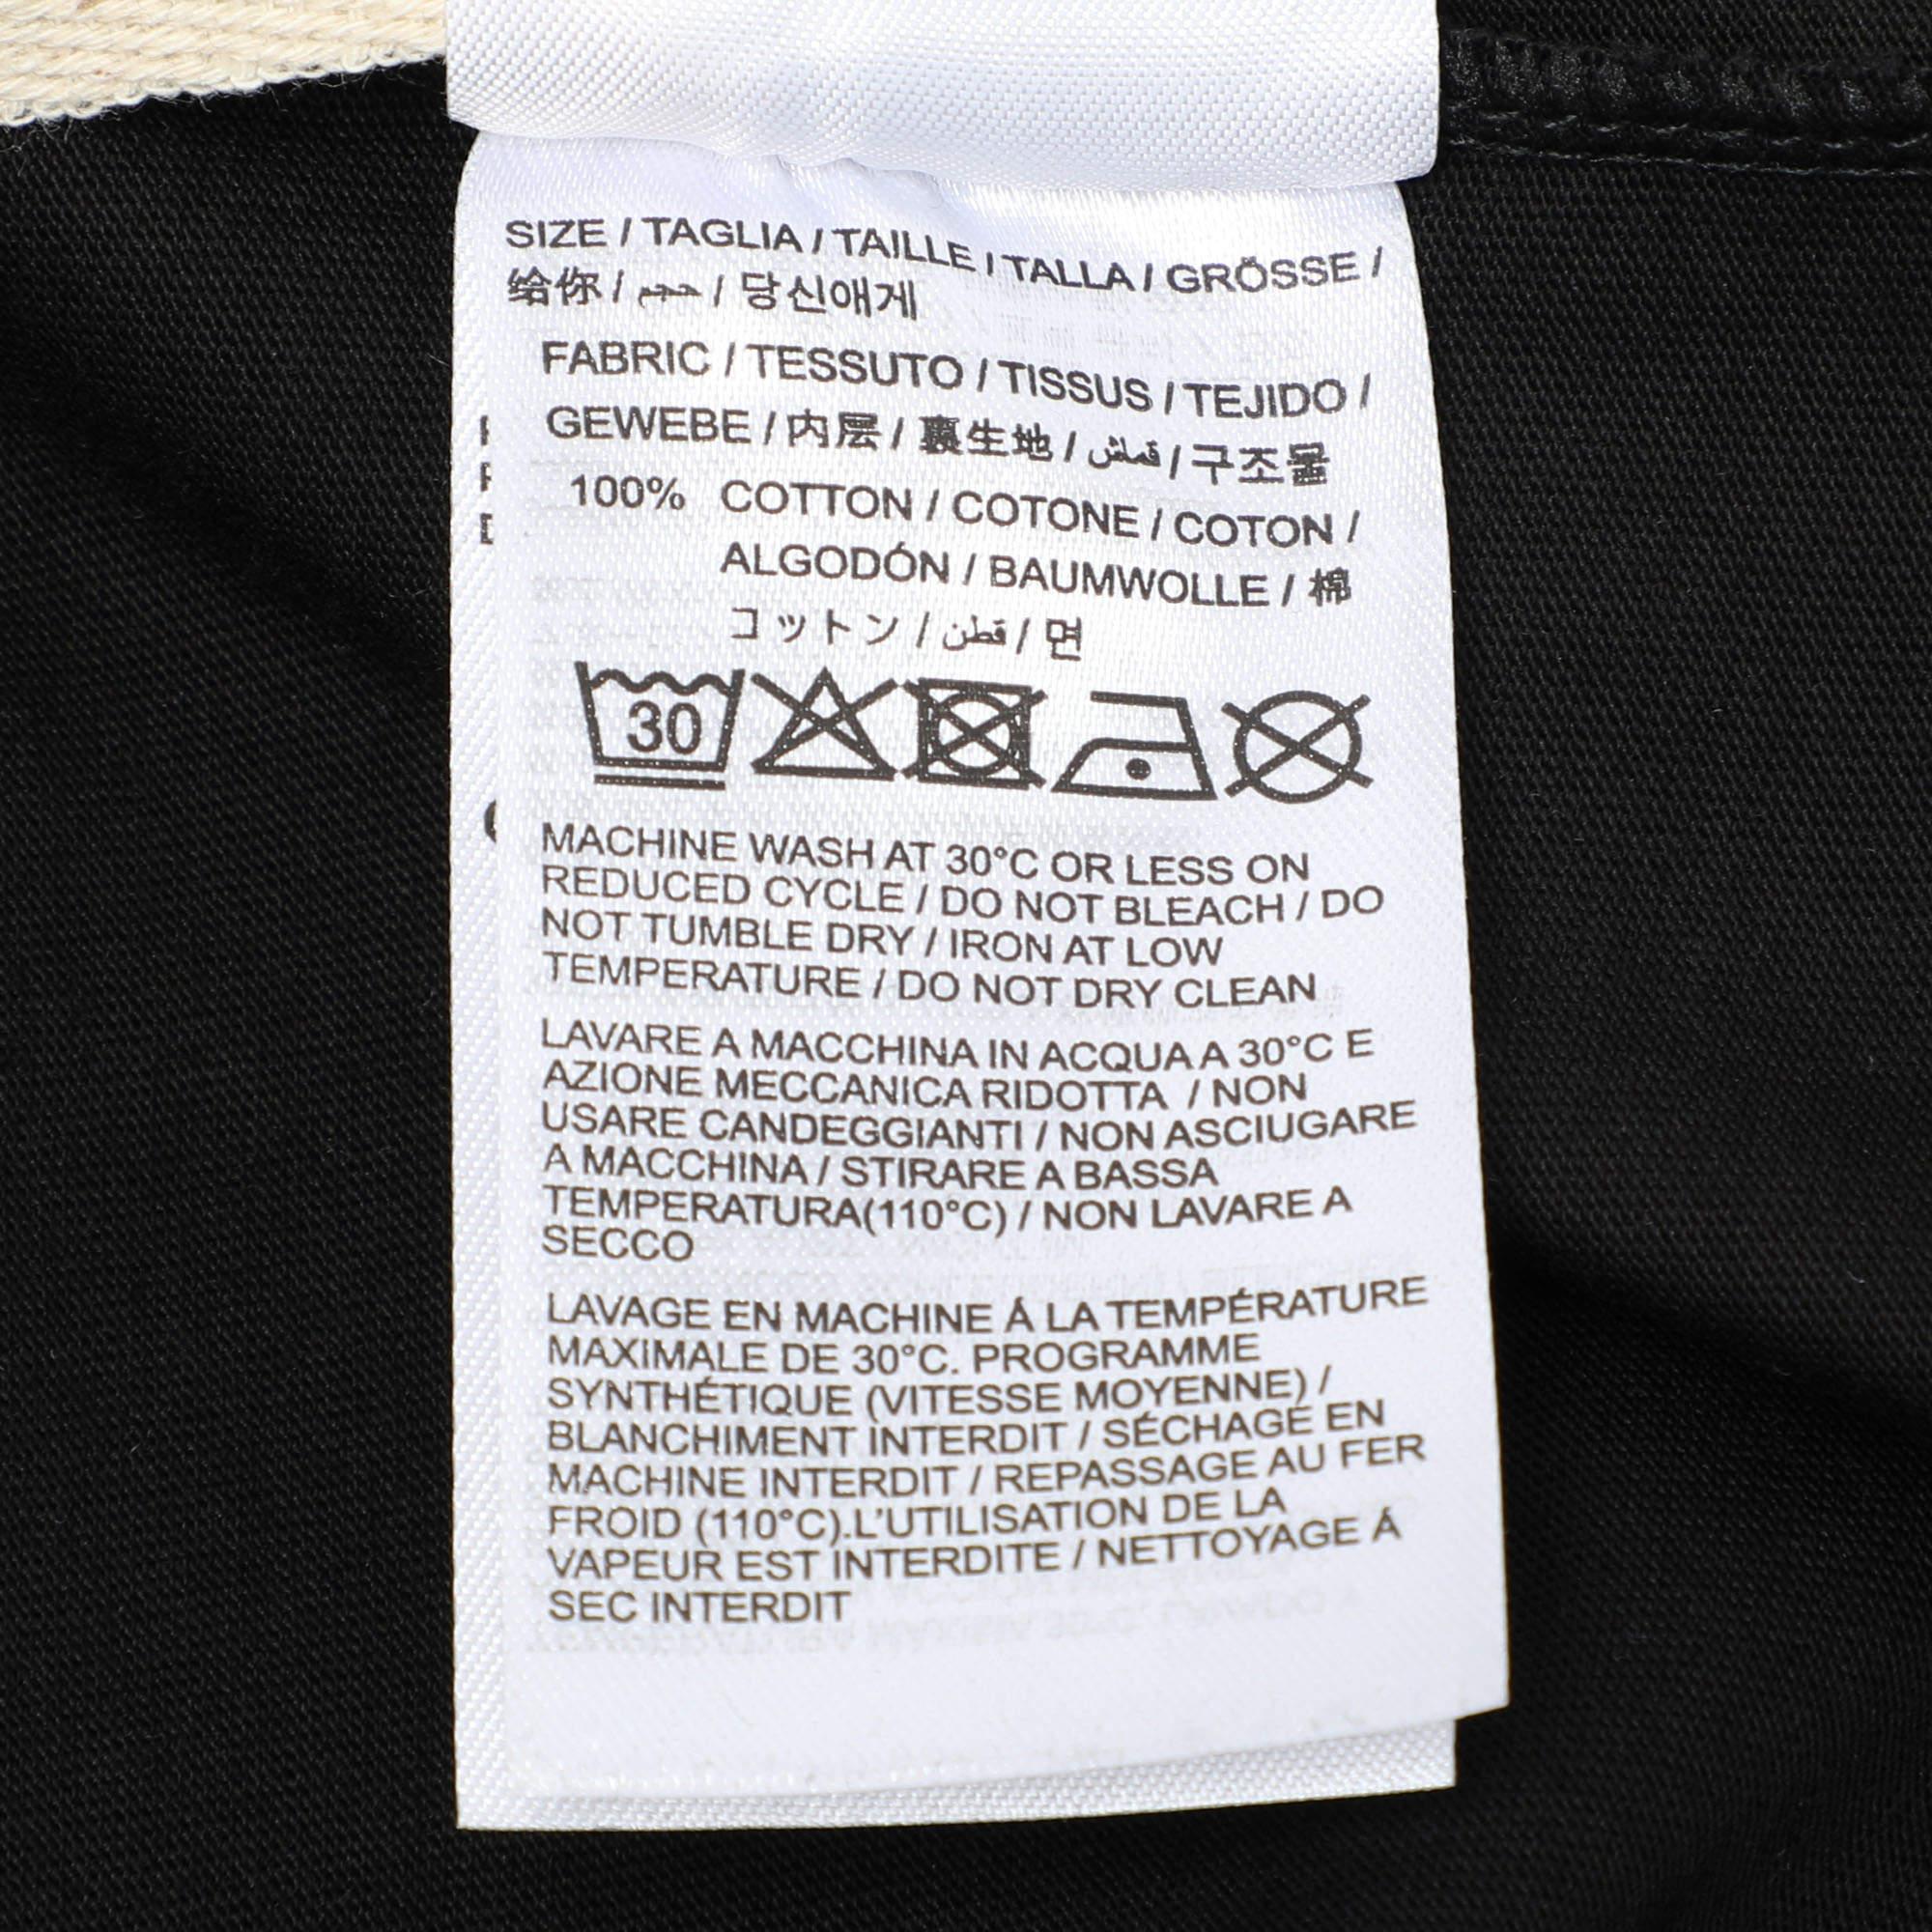 SIZE / TAGLIA / TAILLE / TALLA / GRÖSSE /
给你 / حجم / 당신애게
FABRIC / TESSUTO / TISSUS / TEJIDO /
GEWEBE / 内层 / 裏生地 / قماش / 구조물
100% COTTON / COTONE / COTON /
ALGODÓN / BAUMWOLLE / 棉
コットン / قطن / 면
30
MACHINE WASH AT 30°C OR LESS ON
REDUCED CYCLE / DO NOT BLEACH / DO
NOT TUMBLE DRY / IRON AT LOW
TEMPERATURE / DO NOT DRY CLEAN
LAVARE A MACCHINA IN ACQUA A 30°C E
AZIONE MECCANICA RIDOTTA / NON
USARE CANDEGGIANTI / NON ASCIUGARE
A MACCHINA / STIRARE A BASSA
TEMPERATURA(110°C) / NON LAVARE A
SECCO
LAVAGE EN MACHINE Á LA TEMPÉRATURE
MAXIMALE DE 30°C. PROGRAMME
SYNTHÉTIQUE (VITESSE MOYENNE) /
BLANCHIMENT INTERDIT / SÉCHAGE EN
MACHINE INTERDIT / REPASSAGE AU FER
FROID (110°C).L'UTILISATION DE LA
VAPEUR EST INTERDITE / NETTOYAGE Á
SEC INTERDIT